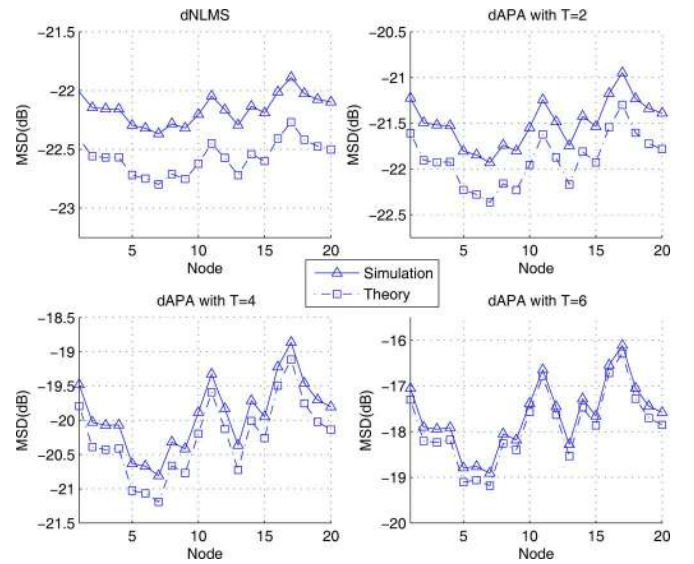 dNLMS
−21.5
−22
−22.5
−23
MSD(dB)
5
10
15
20
Node
dAPA with T=2
−20.5
−21
−21.5
−22
−22.5
MSD(dB)
5
10
15
20
Node
Simulation
Theory
dAPA with T=4
−18.5
−19
−19.5
−20
−20.5
−21
−21.5
MSD(dB)
5
10
15
20
Node
dAPA with T=6
−16
−17
−18
−19
−20
MSD(dB)
5
10
15
20
Node